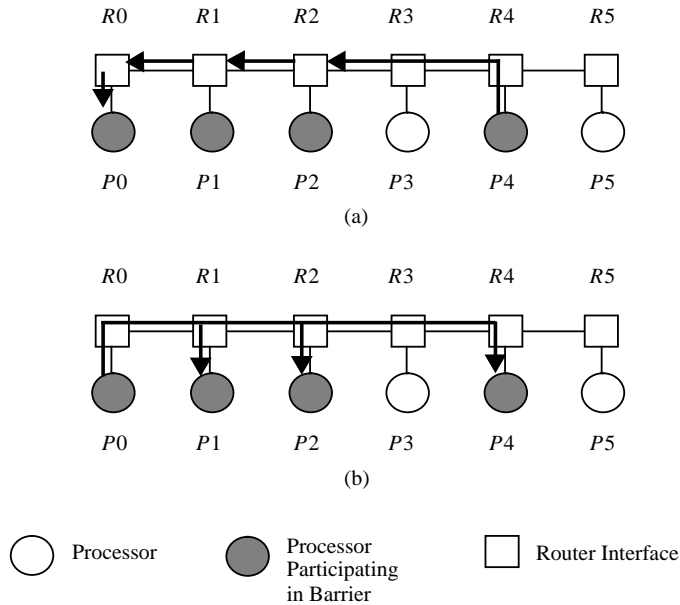 R0 R1 R2 R3 R4 R5
P0 P1 P2 P3 P4 P5
(a)
R0 R1 R2 R3 R4 R5
P0 P1 P2 P3 P4 P5
(b)
Processor
Processor
Participating
in Barrier
Router Interface